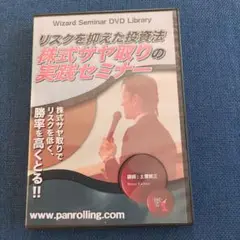 Wizard Seminar DVD Library
リスクを抑えた投資法
株式サヤ取りの
実践セミナー
株式サヤ取りで
リスクを低く、
勝率を高くとる!!
www.panrolling.com